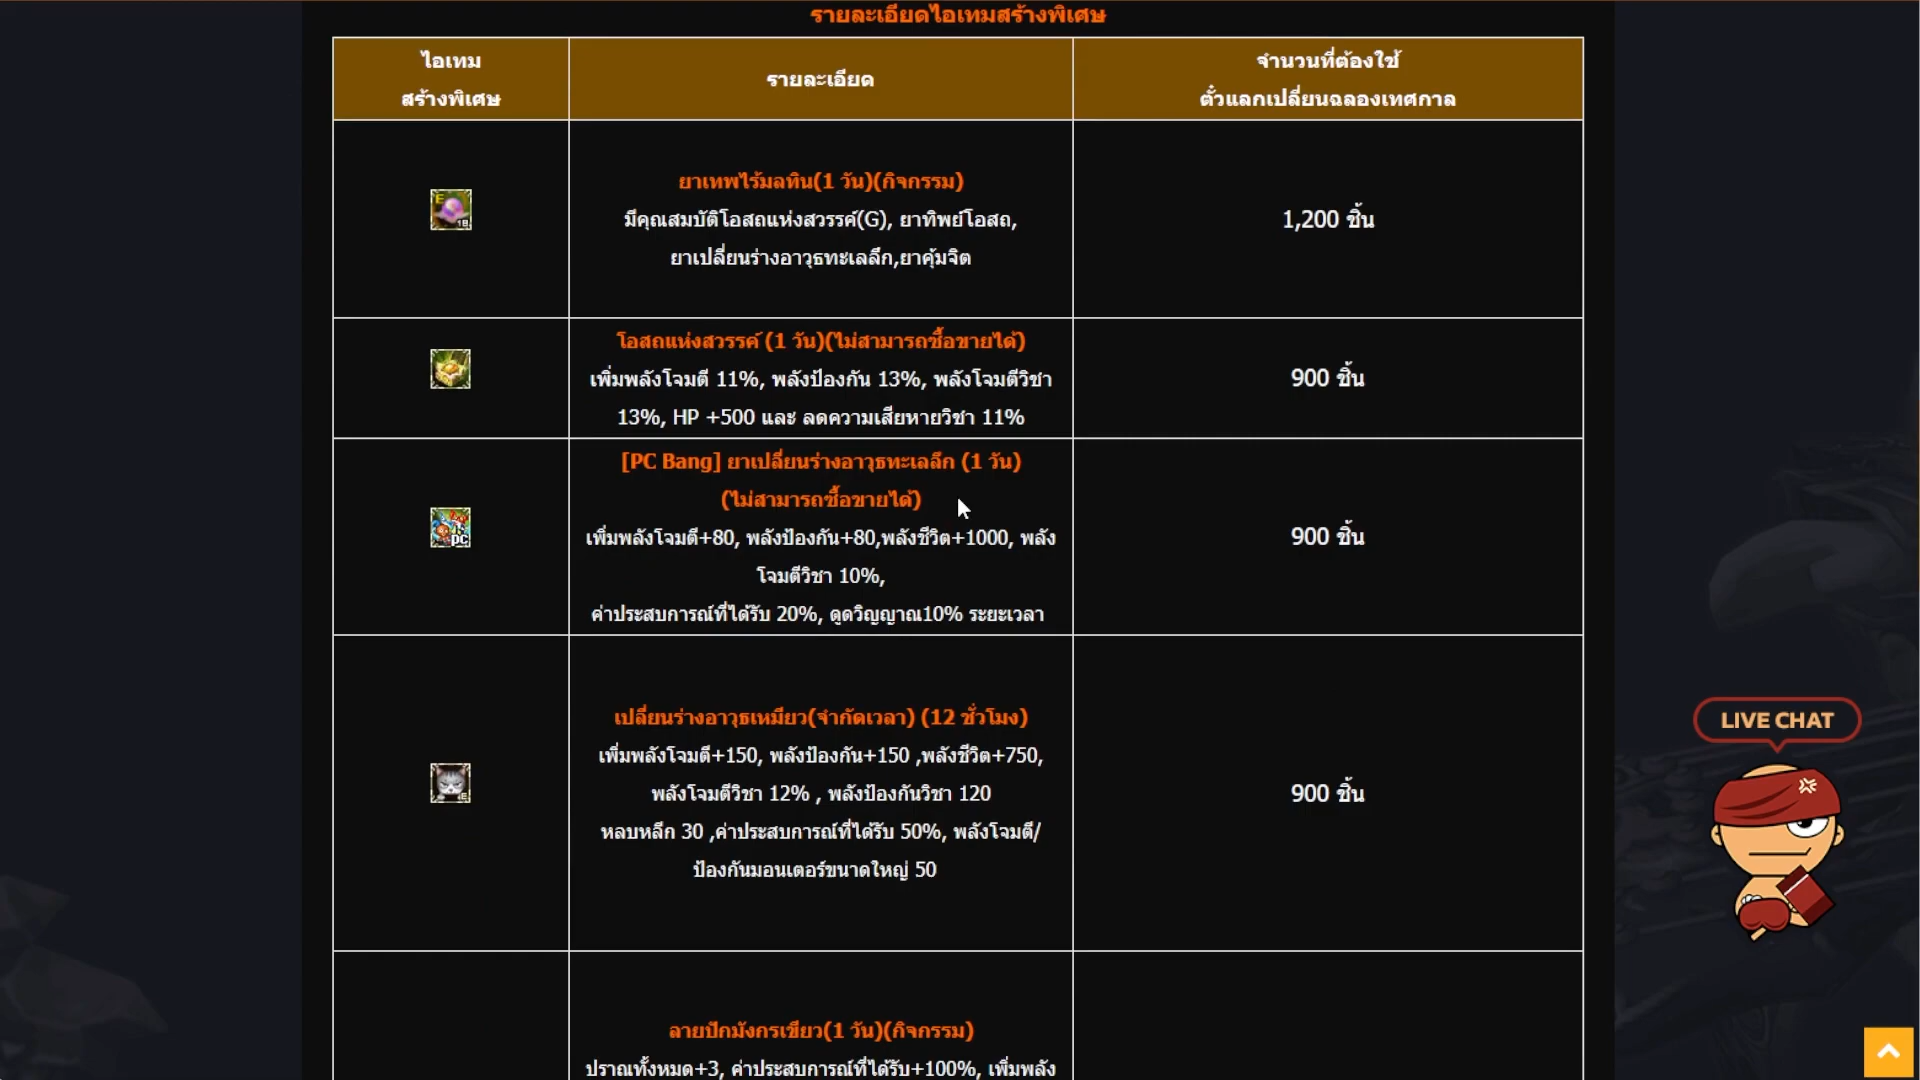 รายละเอียดไอเทมสร้างพิเศษ
ไอเทม
สร้างพิเศษ
รายละเอียด
จำนวนที่ต้องใช้
ตั๋วแลกเปลี่ยนฉลองเทศกาล
ยาเทพไร้มลทิน(1 วัน)(กิจกรรม)
มีคุณสมบัติโอสถแห่งสวรรค์(G), ยาทิพย์โอสถ,
ยาเปลี่ยนร่างอาวุธทะเลลึก,ยาคุ้มจิต
1,200 ชิ้น
โอสถแห่งสวรรค์ (1 วัน)(ไม่สามารถซื้อขายได้)
เพิ่มพลังโจมตี 11%, พลังป้องกัน 13%, พลังโจมตีวิชา
13%, HP +500 และ ลดความเสียหายวิชา 11%
900 ชิ้น
[PC Bang] ยาเปลี่ยนร่างอาวุธทะเลลึก (1 วัน)
(ไม่สามารถซื้อขายได้)
เพิ่มพลังโจมตี+80, พลังป้องกัน+80,พลังชีวิต+1000, พลัง
โจมตีวิชา 10%,
ค่าประสบการณ์ที่ได้รับ 20%, ดูดวิญญาณ10% ระยะเวลา
900 ชิ้น
เปลี่ยนร่างอาวุธเหมียว(จำกัดเวลา) (12 ชั่วโมง)
เพิ่มพลังโจมตี+150, พลังป้องกัน+150 ,พลังชีวิต+750,
พลังโจมตีวิชา 12% , พลังป้องกันวิชา 120
หลบหลีก 30 ,ค่าประสบการณ์ที่ได้รับ 50%, พลังโจมตี/
ป้องกันมอนเตอร์ขนาดใหญ่ 50
900 ชิ้น
LIVE CHAT
ลายปักมังกรเขียว(1 วัน)(กิจกรรม)
ปราณทั้งหมด+3, ค่าประสบการณ์ที่ได้รับ+100%, เพิ่มพลัง